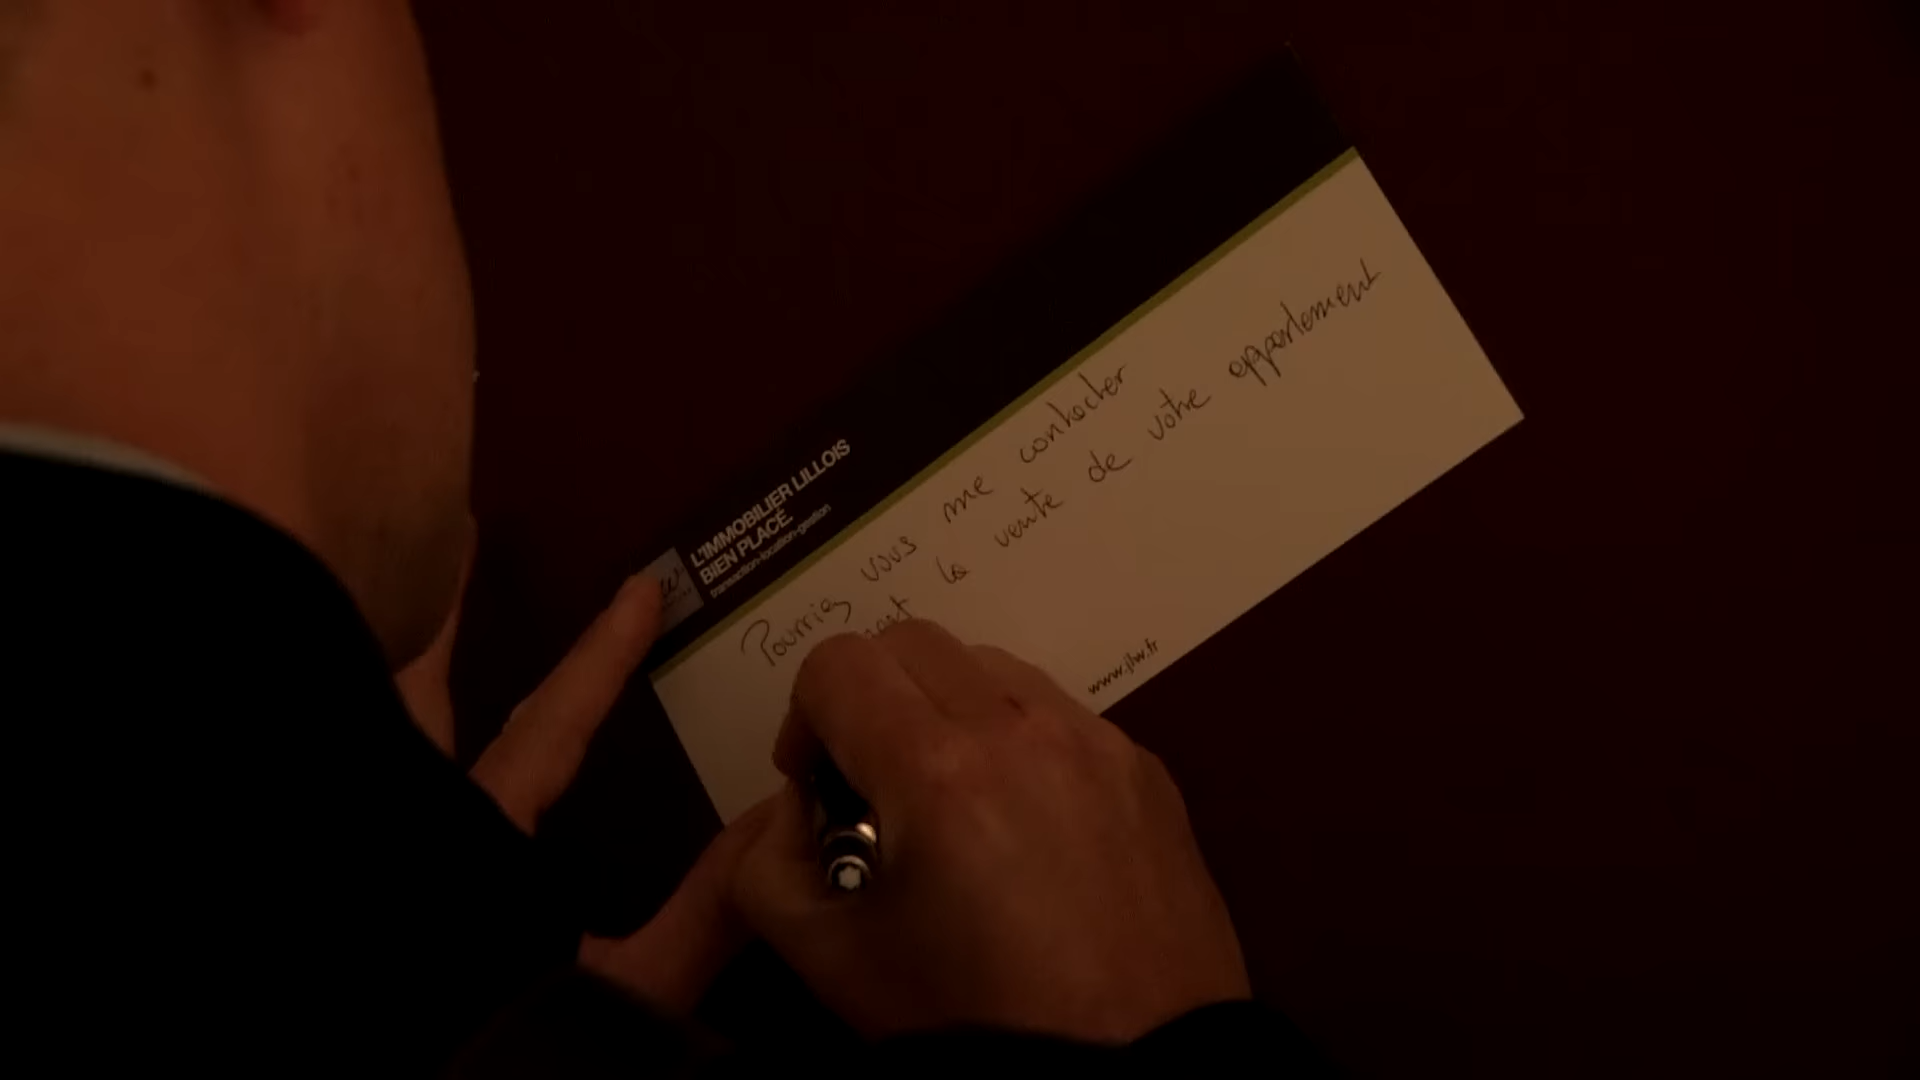 L'IMMOBILIER LILLOIS
BIEN PLACÉ.
transaction-location-gestion
Pourriez vous me contacter
la vente de votre appartement
www.jlw.fr